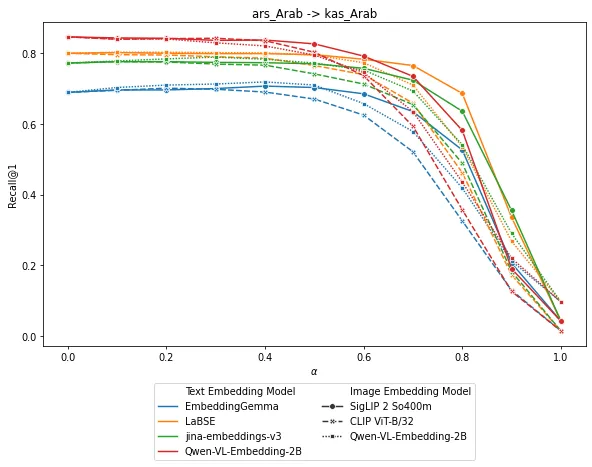 ars_Arab -> kas_Arab
Recall@1
0.8
0.6
0.4
0.2
0.0
0.0 0.2 0.4 0.6 0.8 1.0
α
Text Embedding Model
EmbeddingGemma
LaBSE
jina-embeddings-v3
Qwen-VL-Embedding-2B
Image Embedding Model
SigLIP 2 So400m
CLIP ViT-B/32
Qwen-VL-Embedding-2B